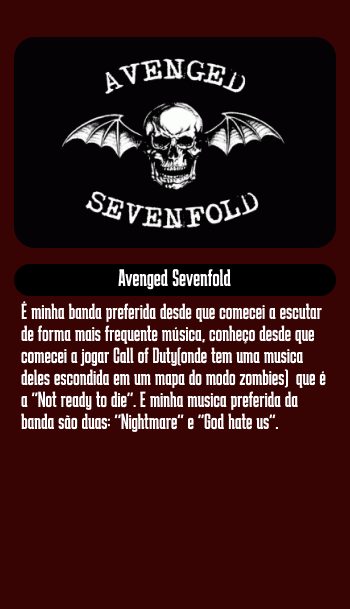 AVENGED
SEVENFOLD
Avenged Sevenfold
É minha banda preferida desde que comecei a escutar
de forma mais frequente música, conheço desde que
comecei a jogar Call of Duty(onde tem uma musica
deles escondida em um mapa do modo zombies) que é
a "Not ready to die". E minha musica preferida da
banda são duas: "Nightmare" e "God hate us".